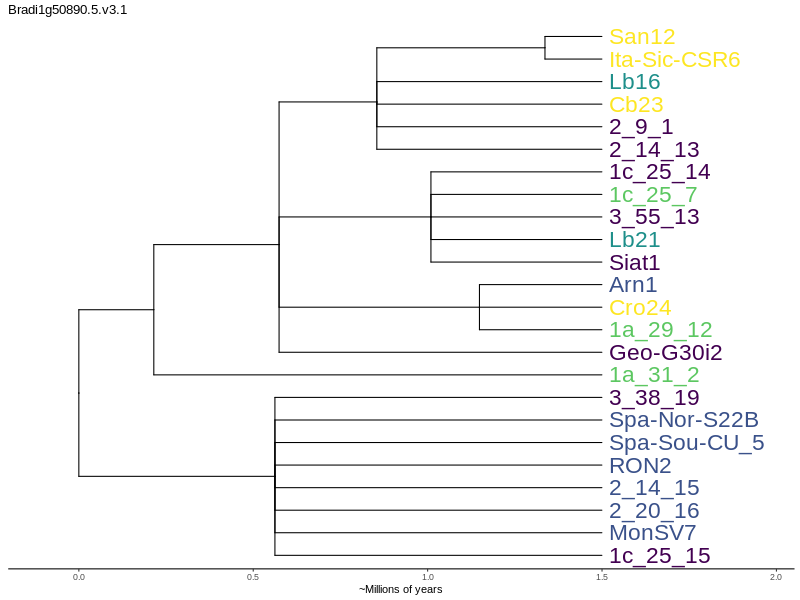 Bradi1g50890.5.v3.1
San12
Ita-Sic-CSR6
Lb16
Cb23
2_9_1
2_14_13
1c_25_14
1c_25_7
3_55_13
Lb21
Siat1
Arn1
Cro24
1a_29_12
Geo-G30i2
1a_31_2
3_38_19
Spa-Nor-S22B
Spa-Sou-CU_5
RON2
2_14_15
2_20_16
MonSV7
1c_25_15
0.0 0.5 1.0 1.5 2.0
~Millions of years